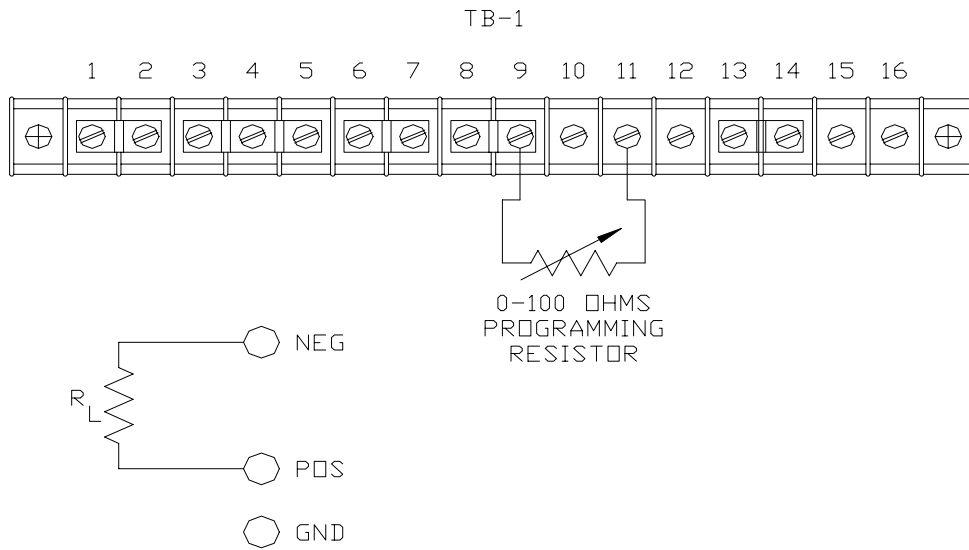 TB-1
1 2 3 4 5 6 7 8 9 10 11 12 13 14 15 16
0-100 OHMS
PROGRAMMING
RESISTOR
NEG
RL
POS
GND